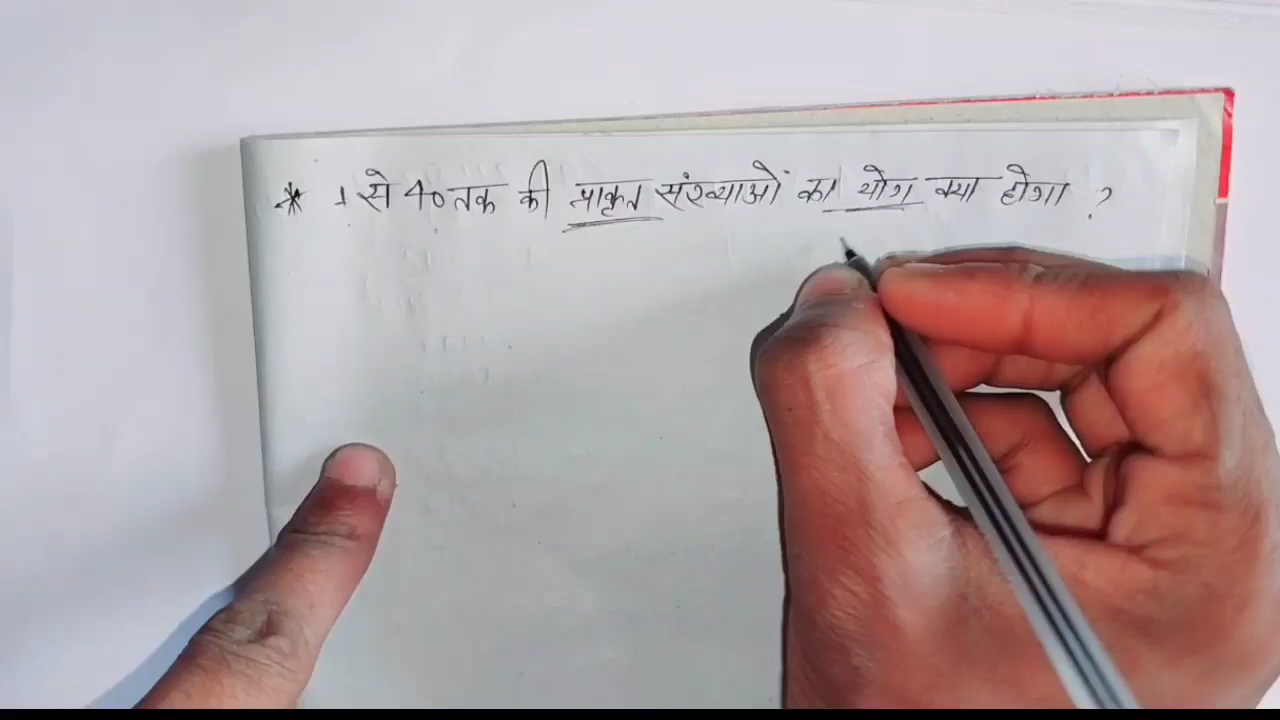 * 1 से 40 तक की प्राकृत संख्याओं का योग क्या होगा ?